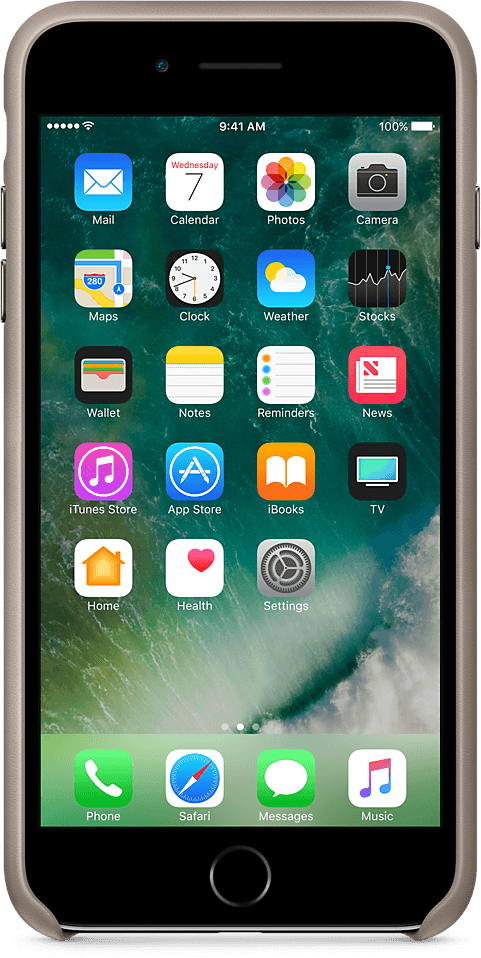 9:41 AM 100%
Wednesday
7
Mail Calendar Photos Camera
280
Maps Clock Weather Stocks
Wallet Notes Reminders News
iTunes Store App Store iBooks TV
Home Health Settings
Phone Safari Messages Music